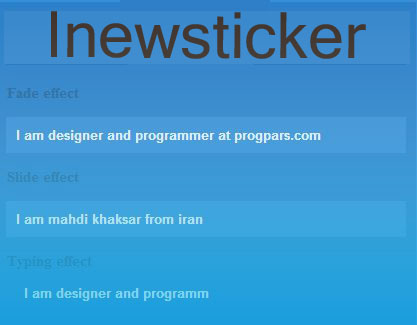 Inewsticker
Fade effect
I am designer and programmer at progpars.com
Slide effect
I am mahdi khaksar from iran
Typing effect
I am designer and programm